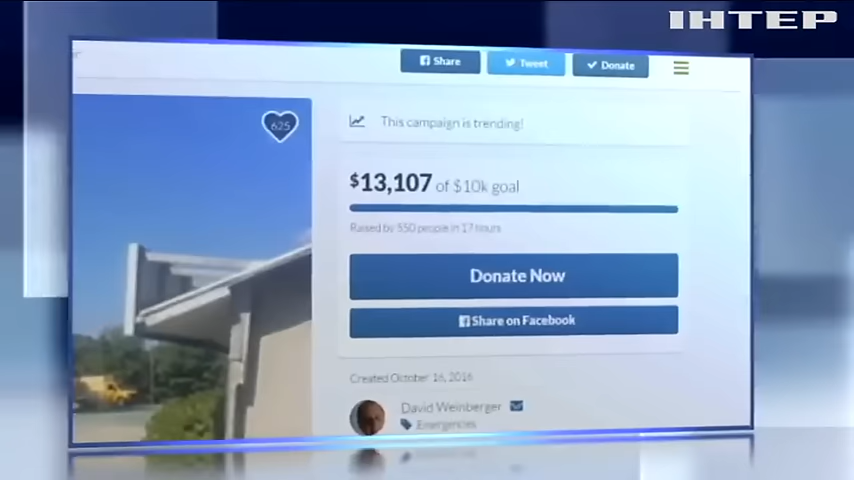 ІНТЕР
Share
Tweet
Donate
625
This campaign is trending!
$13,107 of $10k goal
Raised by 550 people in 17 hours
Donate Now
Share on Facebook
Created October 16, 2016
David Weinberger
Emergencies